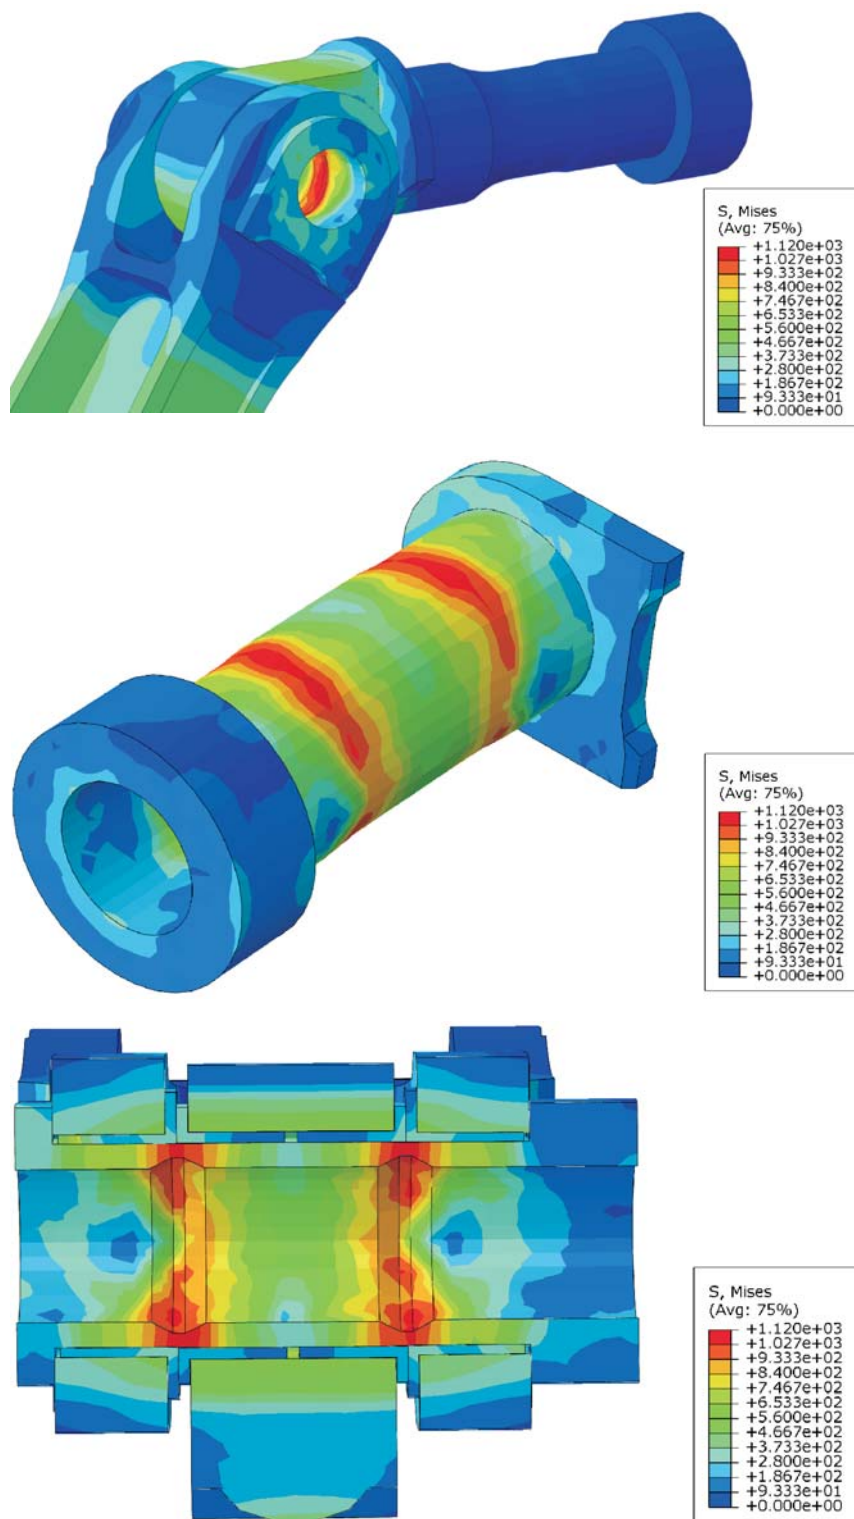 S, Mises
(Avg: 75%)
+1.120e+03
+1.027e+03
+9.333e+02
+8.400e+02
+7.467e+02
+6.533e+02
+5.600e+02
+4.667e+02
+3.733e+02
+2.800e+02
+1.867e+02
+9.333e+01
+0.000e+00
S, Mises
(Avg: 75%)
+1.120e+03
+1.027e+03
+9.333e+02
+8.400e+02
+7.467e+02
+6.533e+02
+5.600e+02
+4.667e+02
+3.733e+02
+2.800e+02
+1.867e+02
+9.333e+01
+0.000e+00
S, Mises
(Avg: 75%)
+1.120e+03
+1.027e+03
+9.333e+02
+8.400e+02
+7.467e+02
+6.533e+02
+5.600e+02
+4.667e+02
+3.733e+02
+2.800e+02
+1.867e+02
+9.333e+01
+0.000e+00